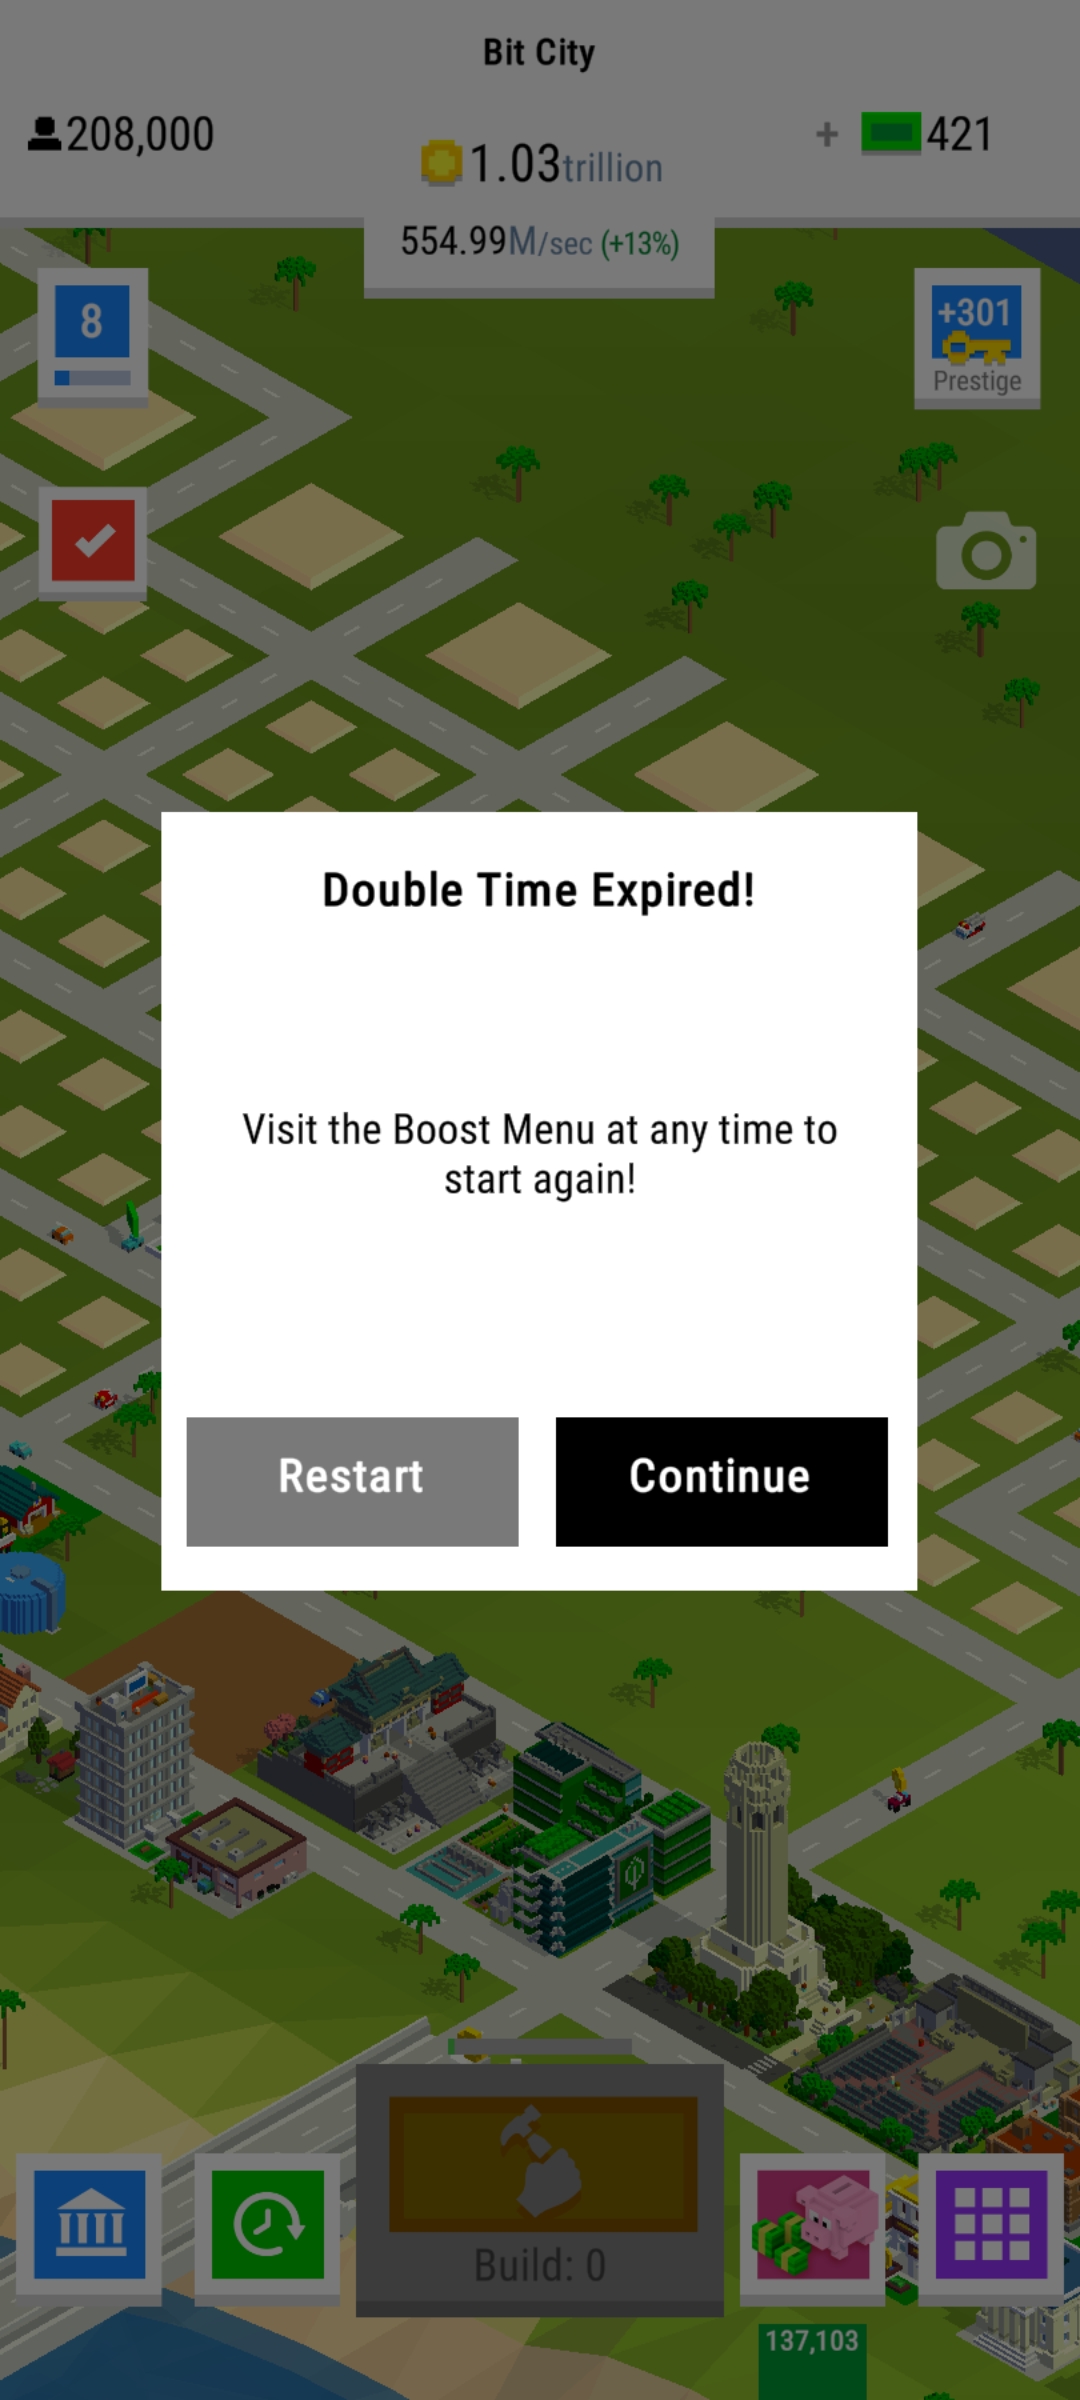 Bit City
208,000
1.03trillion
+ 421
554.99M/sec (+13%)
8
+301
Prestige
Double Time Expired!
Visit the Boost Menu at any time to
start again!
Restart
Continue
Build: 0
137,103